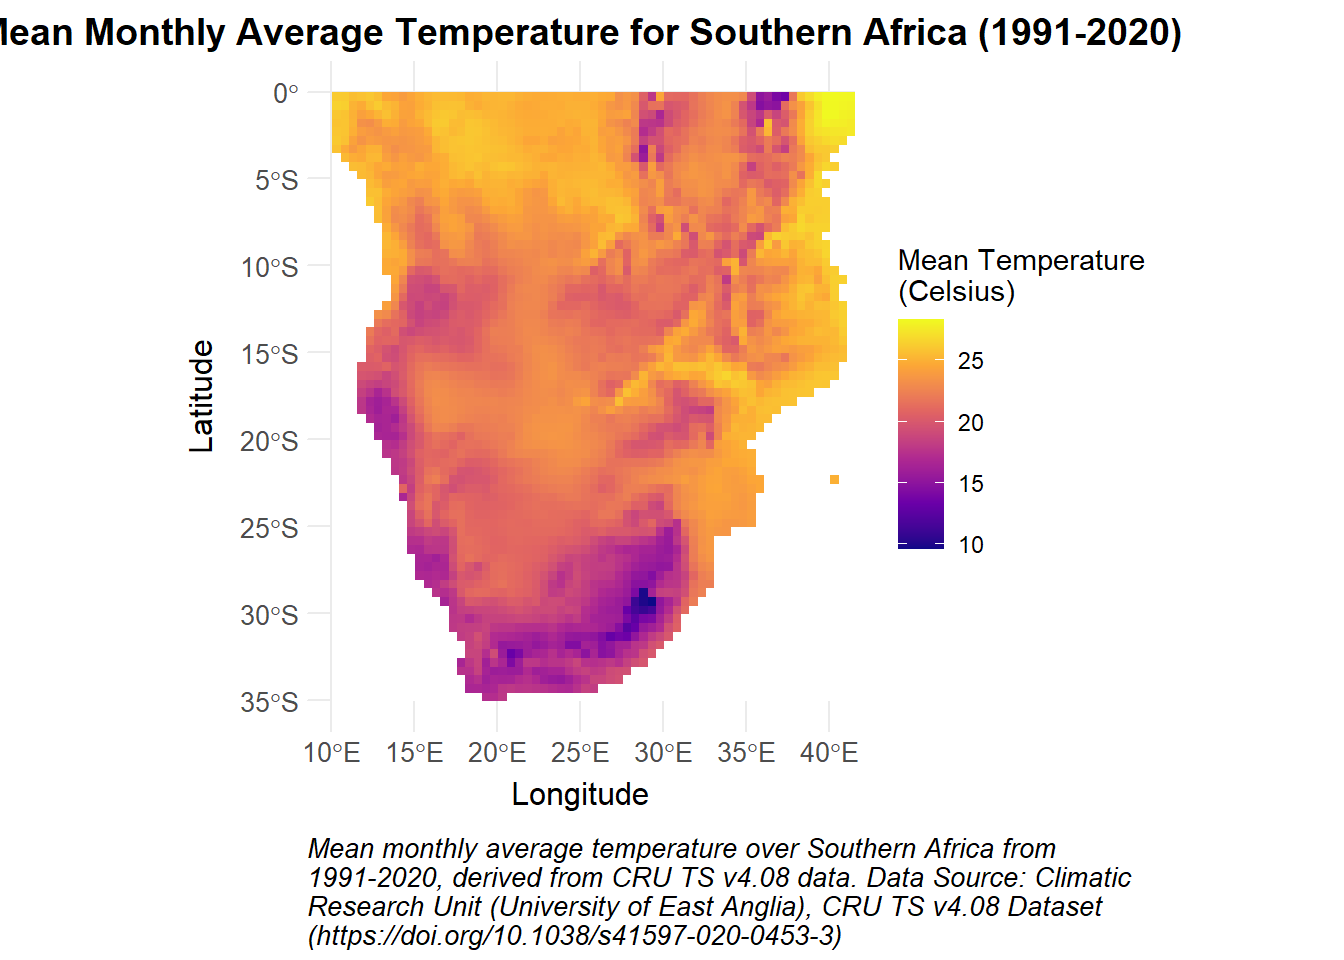 Mean Monthly Average Temperature for Southern Africa (1991-2020)
0°
5°S
10°S
15°S
20°S
25°S
30°S
35°S
Latitude
10°E 15°E 20°E 25°E 30°E 35°E 40°E
Longitude
Mean Temperature
(Celsius)
25
20
15
10
Mean monthly average temperature over Southern Africa from
1991-2020, derived from CRU TS v4.08 data. Data Source: Climatic
Research Unit (University of East Anglia), CRU TS v4.08 Dataset
(https://doi.org/10.1038/s41597-020-0453-3)